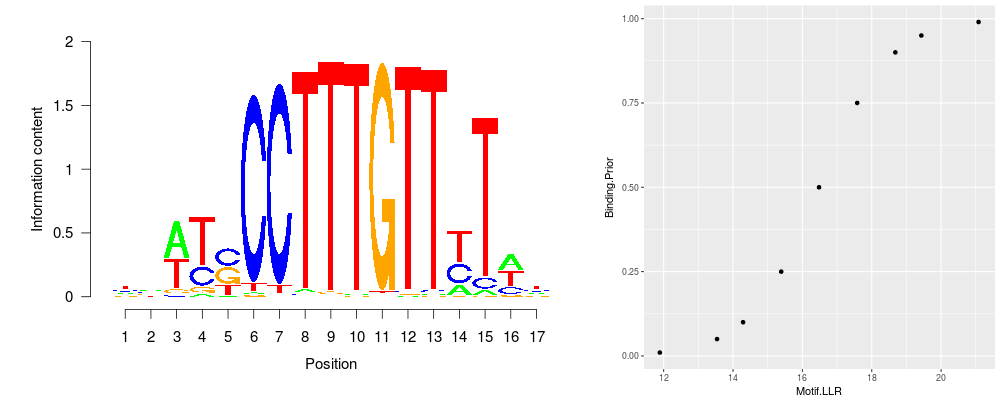 2
1.5
1
0.5
0
Information content
A T T C C G C G T C T C T C T T T T G T T T C A T C A A T C
1 2 3 4 5 6 7 8 9 10 11 12 13 14 15 16 17
Position
1.00
0.75
0.50
0.25
0.00
Binding.Prior
12 14 16 18 20
Motif.LLR